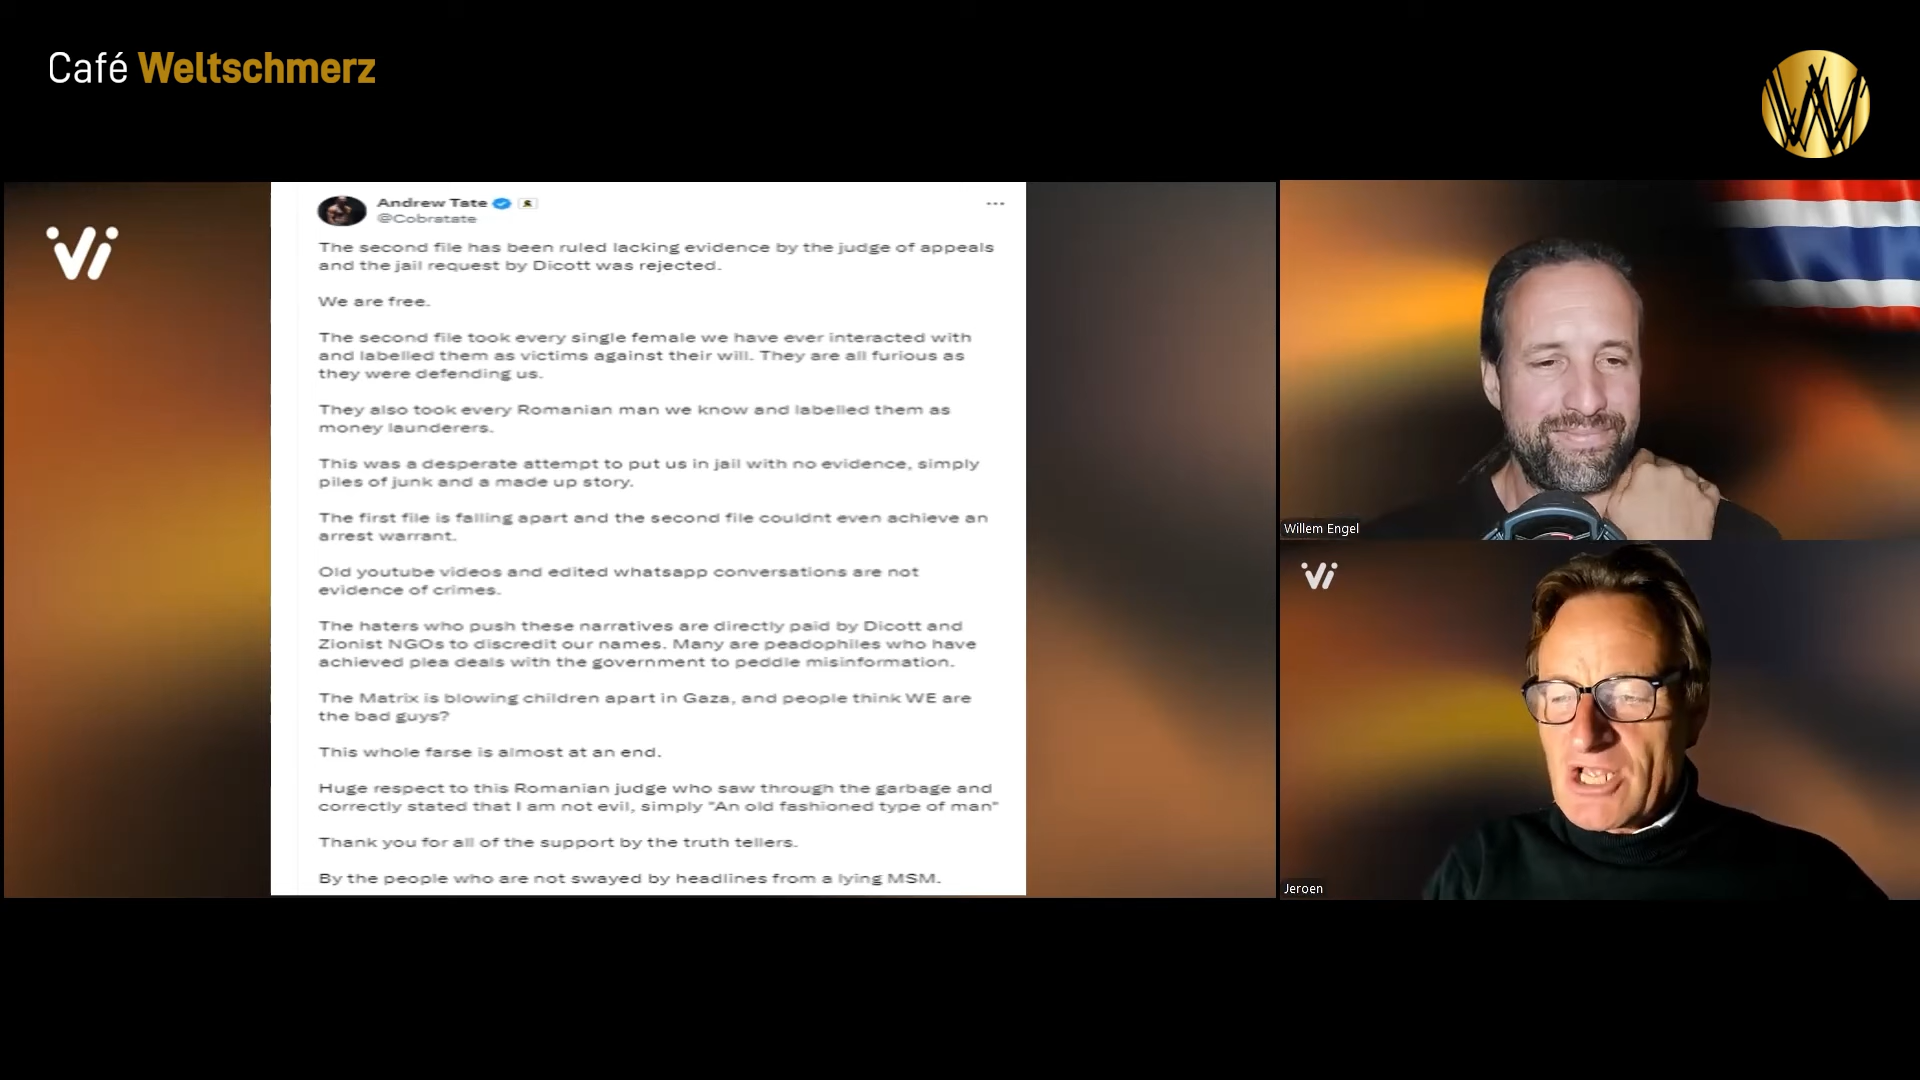 Café Weltschmerz
Andrew Tate
@Cobratate
The second file has been ruled lacking evidence by the judge of appeals
and the jail request by Dicott was rejected.
We are free.
The second file took every single female we have ever interacted with
and labelled them as victims against their will. They are all furious as
they were defending us.
They also took every Romanian man we know and labelled them as
money launderers.
This was a desperate attempt to put us in jail with no evidence, simply
piles of junk and a made up story.
The first file is falling apart and the second file couldnt even achieve an
arrest warrant.
Old youtube videos and edited whatsapp conversations are not
evidence of crimes.
The haters who push these narratives are directly paid by Dicott and
Zionist NGOs to discredit our names. Many are peadophiles who have
achieved plea deals with the government to peddle misinformation.
The Matrix is blowing children apart in Gaza, and people think WE are
the bad guys?
This whole farse is almost at an end.
Huge respect to this Romanian judge who saw through the garbage and
correctly stated that I am not evil, simply "An old fashioned type of man"
Thank you for all of the support by the truth tellers.
By the people who are not swayed by headlines from a lying MSM.
Willem Engel
Jeroen